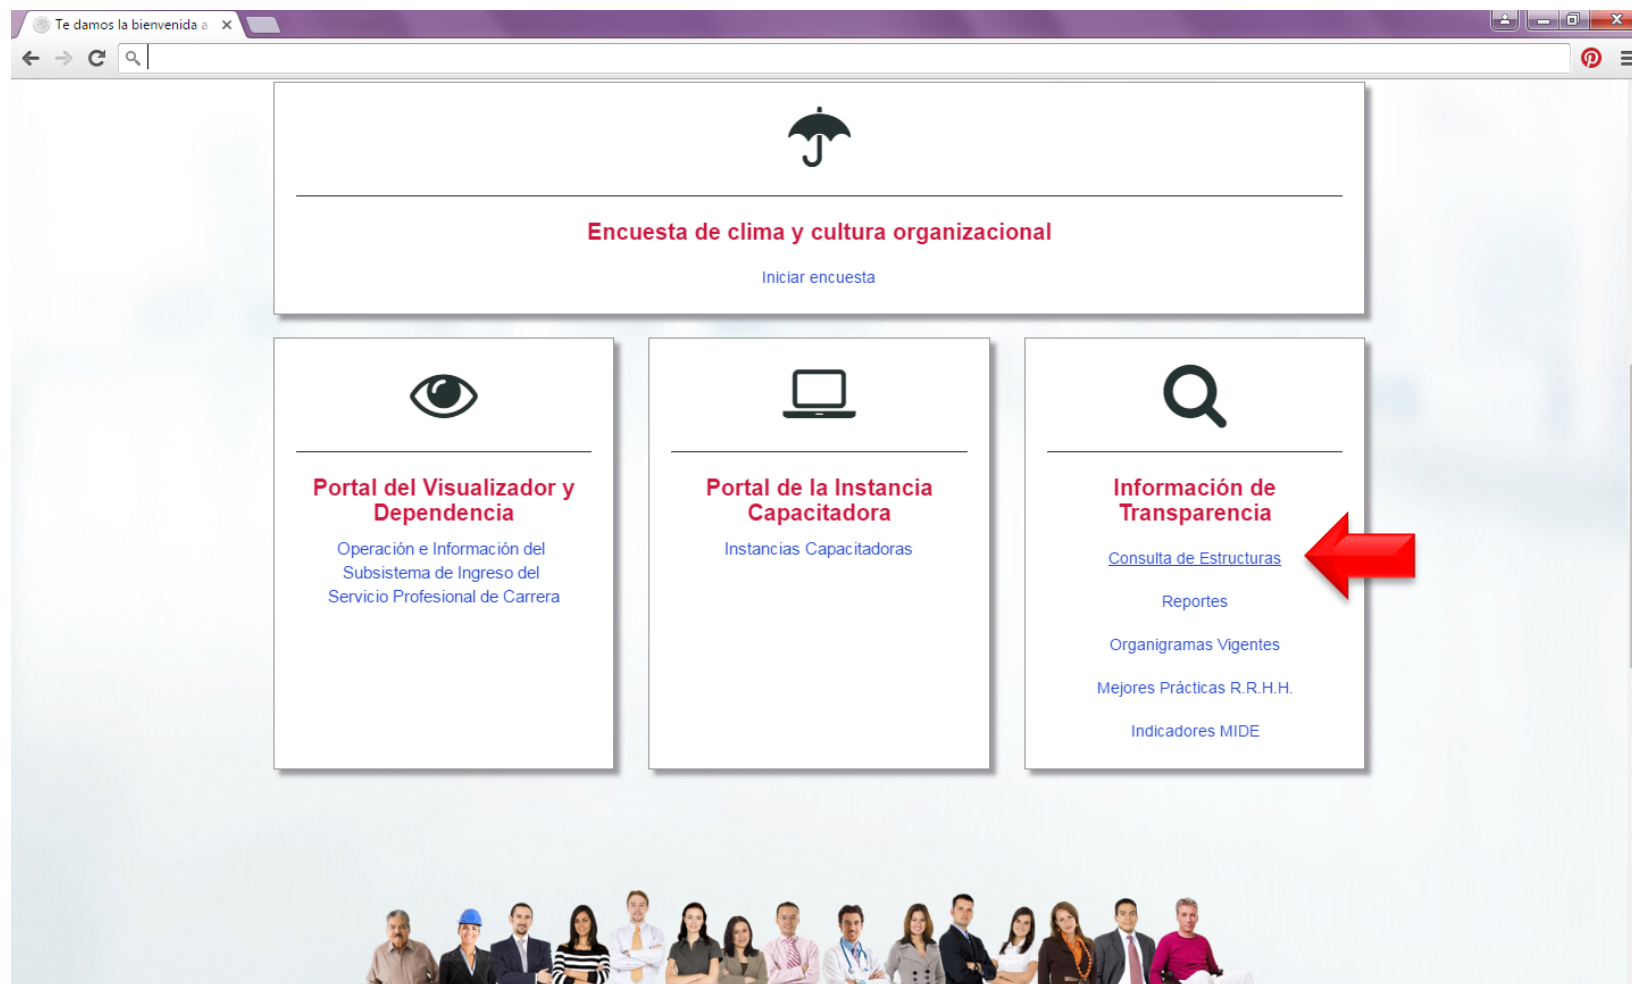 Te damos la bienvenida a
Encuesta de clima y cultura organizacional
Iniciar encuesta
Portal del Visualizador y
Dependencia
Operación e Información del
Subsistema de Ingreso del
Servicio Profesional de Carrera
Portal de la Instancia
Capacitadora
Instancias Capacitadoras
Información de
Transparencia
Consulta de Estructuras
Reportes
Organigramas Vigentes
Mejores Prácticas R.R.H.H.
Indicadores MIDE